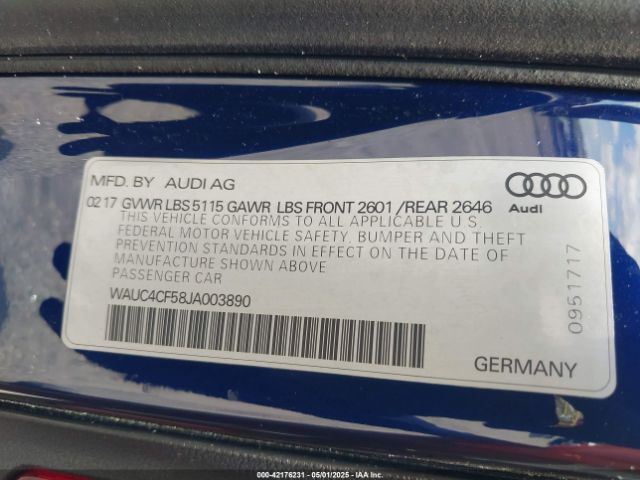 MFD. BY AUDI AG
Audi
02 17 GVWR LBS 5115 GAWR LBS FRONT 2601 /REAR 2646
THIS VEHICLE CONFORMS TO ALL APPLICABLE U.S.
FEDERAL MOTOR VEHICLE SAFETY, BUMPER AND THEFT
PREVENTION STANDARDS IN EFFECT ON THE DATE OF
MANUFACTURE SHOWN ABOVE
PASSENGER CAR
WAUC4CF58JA003890
0951717
GERMANY
000-42176231 - 05/01/2025 - IAAI.COM